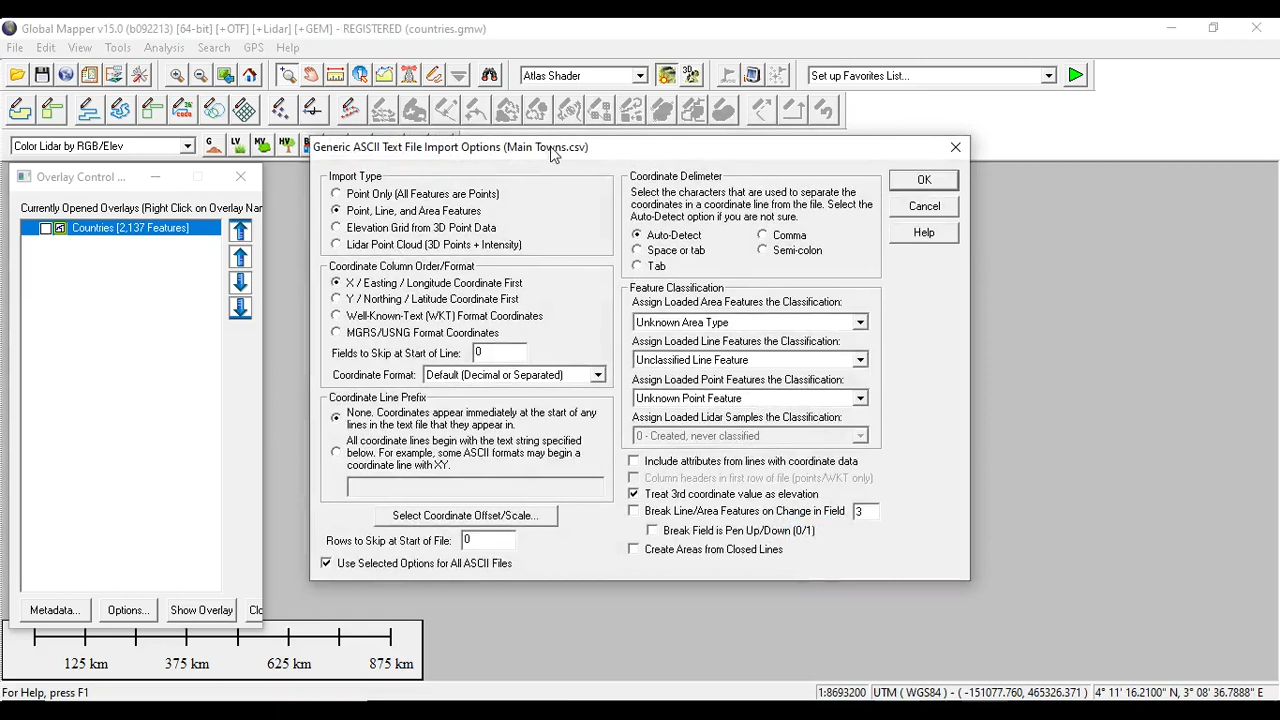 Global Mapper v15.0 (b092213) [64-bit] [+OTF] [+Lidar] [+GEM] - REGISTERED (countries.gmw)
File Edit View Tools Analysis Search GPS Help
Atlas Shader
Set up Favorites List...
Color Lidar by RGB/Elev
Overlay Control ...
Currently Opened Overlays (Right Click on Overlay Nar
Countries [2,137 Features]
Metadata... Options... Show Overlay Clo
Generic ASCII Text File Import Options (Main Towns.csv)
Import Type
Point Only (All Features are Points)
Point, Line, and Area Features
Elevation Grid from 3D Point Data
Lidar Point Cloud (3D Points + Intensity)
Coordinate Column Order/Format
X / Easting / Longitude Coordinate First
Y / Northing / Latitude Coordinate First
Well-Known-Text (WKT) Format Coordinates
MGRS/USNG Format Coordinates
Fields to Skip at Start of Line: 0
Coordinate Format: Default (Decimal or Separated)
Coordinate Line Prefix
None. Coordinates appear immediately at the start of any
lines in the text file that they appear in.
All coordinate lines begin with the text string specified
below. For example, some ASCII formats may begin a
coordinate line with XY.
Select Coordinate Offset/Scale...
Rows to Skip at Start of File: 0
Use Selected Options for All ASCII Files
Coordinate Delimeter
Select the characters that are used to separate the
coordinates in a coordinate line from the file. Select the
Auto-Detect option if you are not sure.
Auto-Detect Comma
Space or tab Semi-colon
Tab
Feature Classification
Assign Loaded Area Features the Classification:
Unknown Area Type
Assign Loaded Line Features the Classification:
Unclassified Line Feature
Assign Loaded Point Features the Classification:
Unknown Point Feature
Assign Loaded Lidar Samples the Classification:
0 - Created, never classified
Include attributes from lines with coordinate data
Column headers in first row of file (points/WKT only)
Treat 3rd coordinate value as elevation
Break Line/Area Features on Change in Field 3
Break Field is Pen Up/Down (0/1)
Create Areas from Closed Lines
OK
Cancel
Help
125 km 375 km 625 km 875 km
For Help, press F1
1:8693200 UTM ( WGS84 ) - ( -151077.760, 465326.371 ) 4° 11' 16.2100" N, 3° 08' 36.7888" E